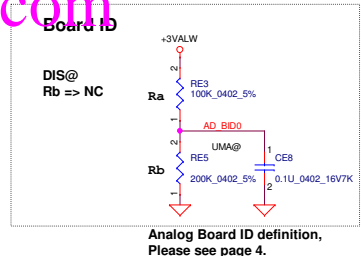 com
Board ID
+3VALW
DIS@
Rb => NC
2
RE3
100K_0402_5%
Ra
1
AD_BID0
2
UMA@
1
RE5
CE8
Rb
200K_0402_5%
0.1U_0402_16V7K
1
2
Analog Board ID definition,
Please see page 4.